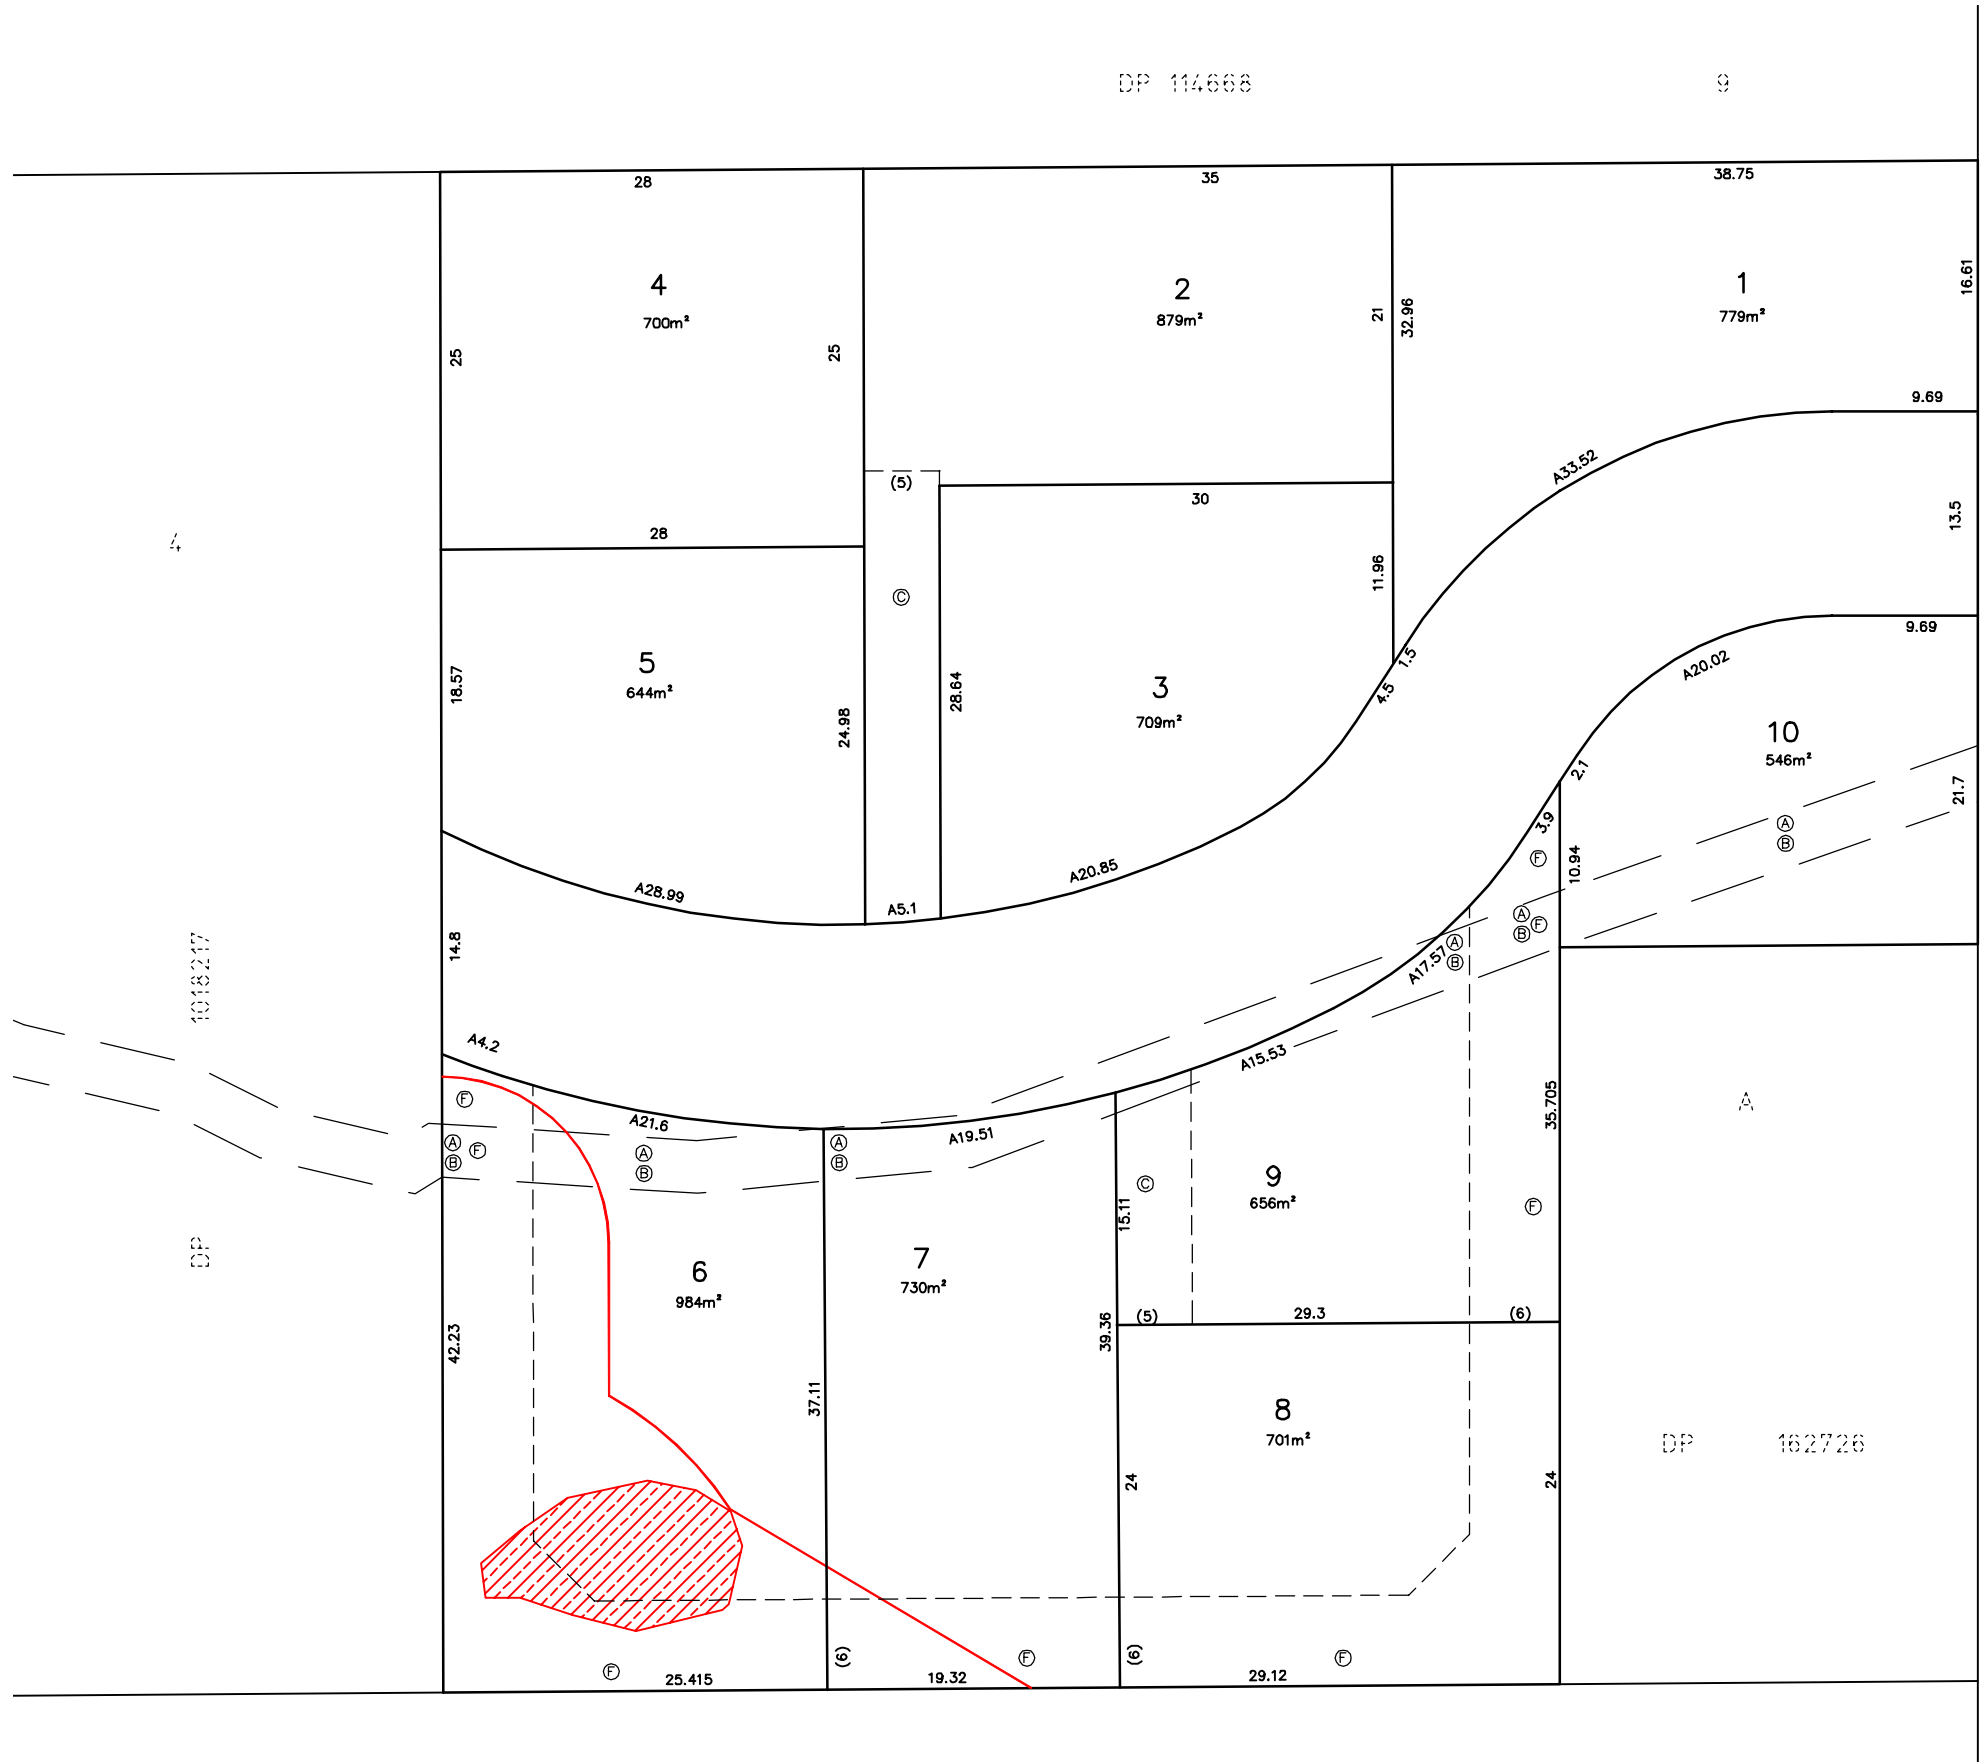 DP 114668
9
28
35
38.75
4
700m²
2
879m²
1
779m²
16.61
25
25
21
32.96
9.69
A33.52
(5)
30
13.5
28
4
C
11.96
5
644m²
18.57
24.98
28.64
3
709m²
1.5
4.5
9.69
A20.02
10
546m²
2.1
21.7
3.9
A
B
F
10.94
A20.85
A28.99
A5.1
14.8
1018217
DP
A
F
B
A
B
A17.57
A4.2
A15.53
F
A21.6
A19.51
35.705
A
A
F
B
A
B
A
B
C
15.11
9
656m²
F
7
730m²
6
984m²
42.23
39.36
(5)
29.3
(6)
37.11
8
701m²
24
24
DP 162726
(6)
(6)
F
F
F
25.415
19.32
29.12